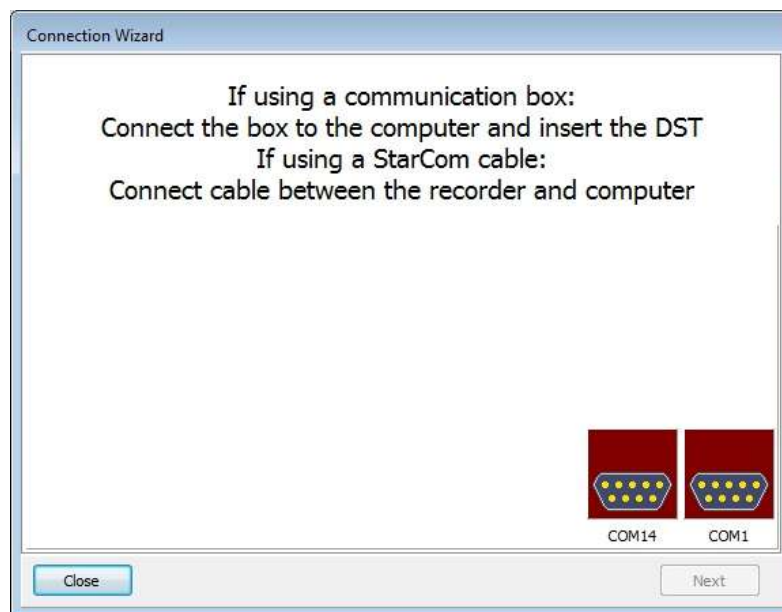 Connection Wizard
If using a communication box:
Connect the box to the computer and insert the DST
If using a StarCom cable:
Connect cable between the recorder and computer
COM14 COM1
Close Next